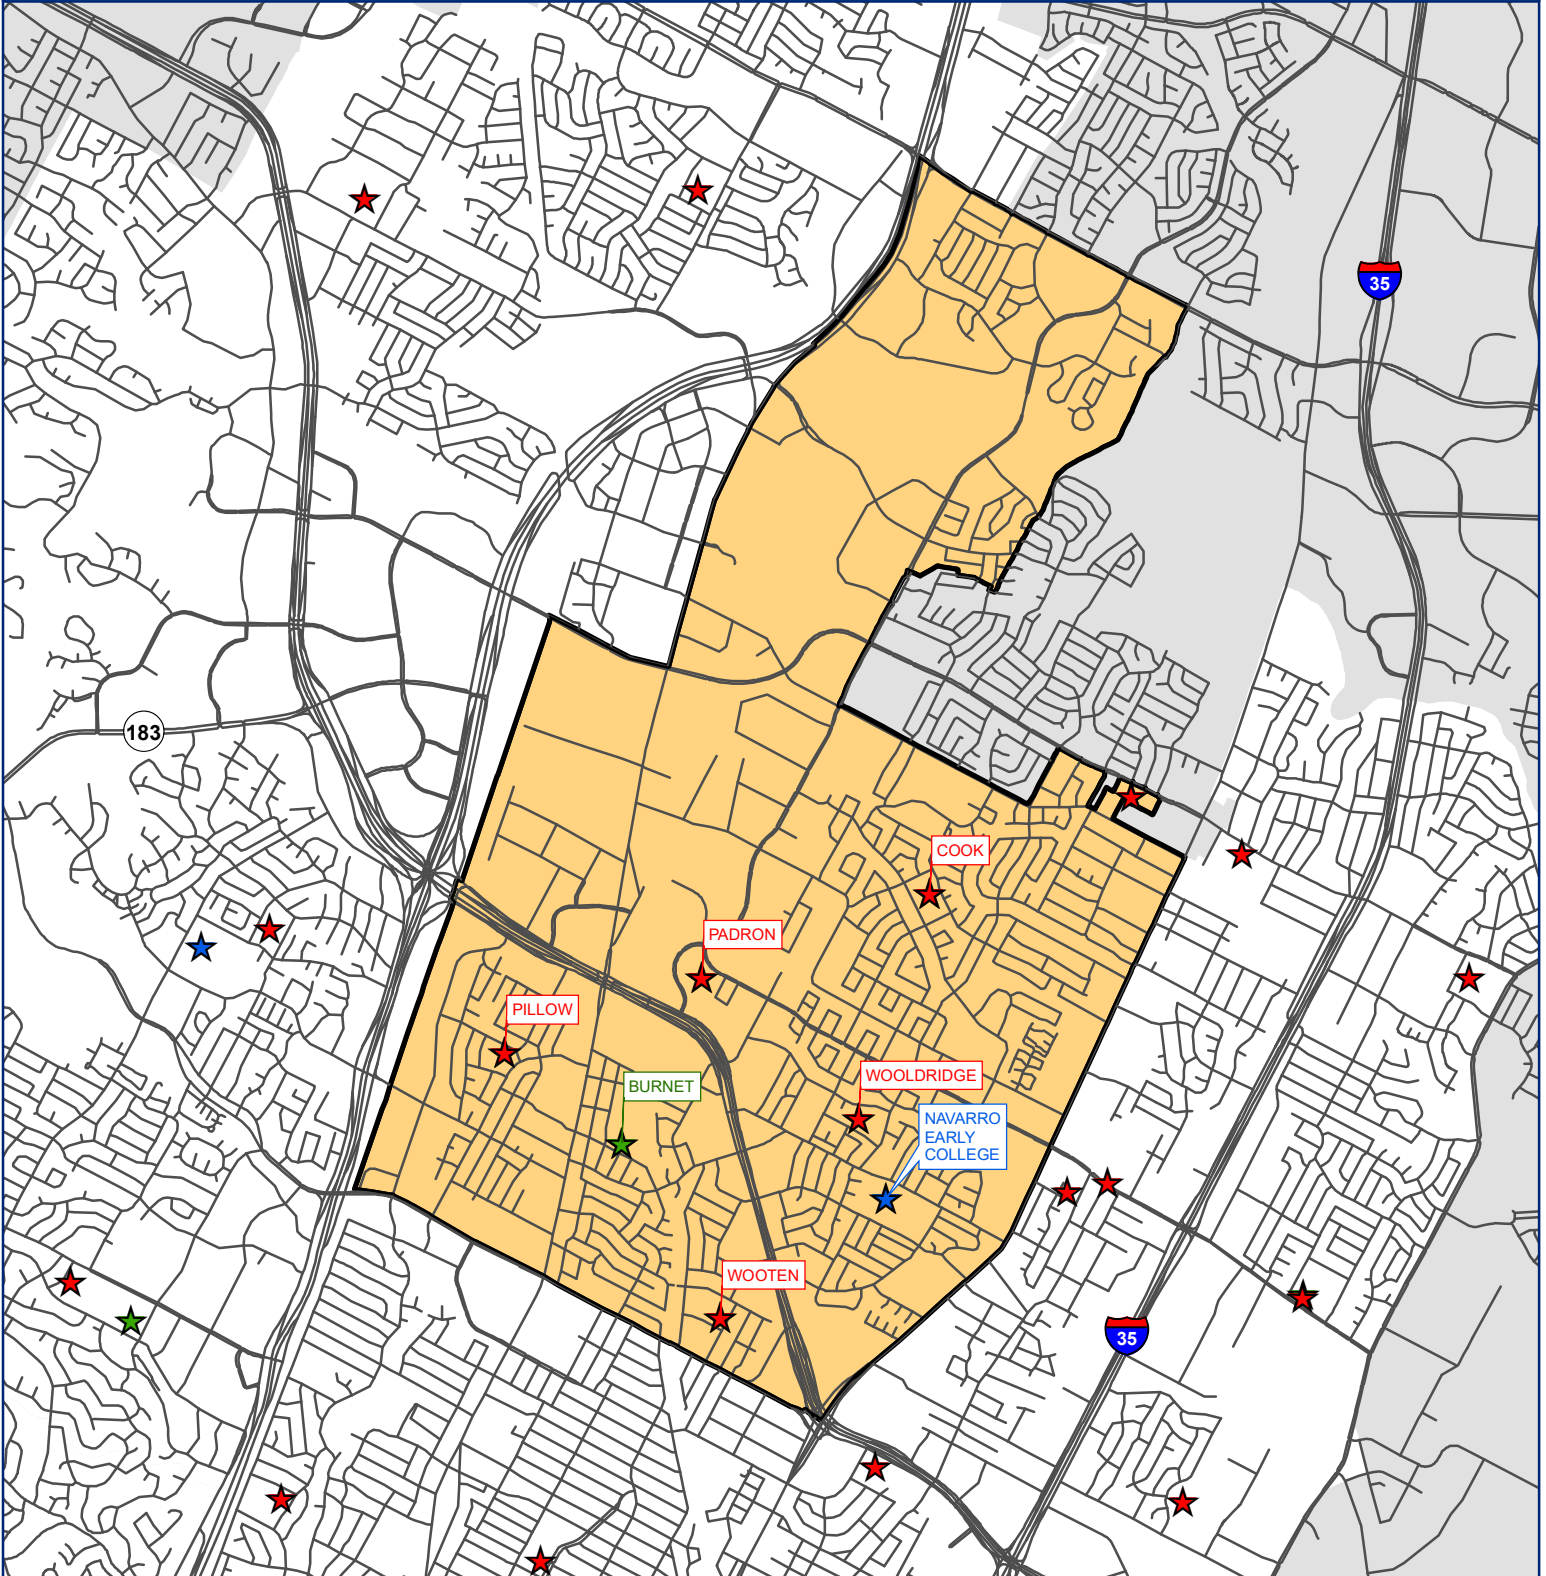 35
183
COOK
PADRON
PILLOW
WOOLDRIDGE
BURNET
NAVARRO
EARLY
COLLEGE
WOOTEN
35